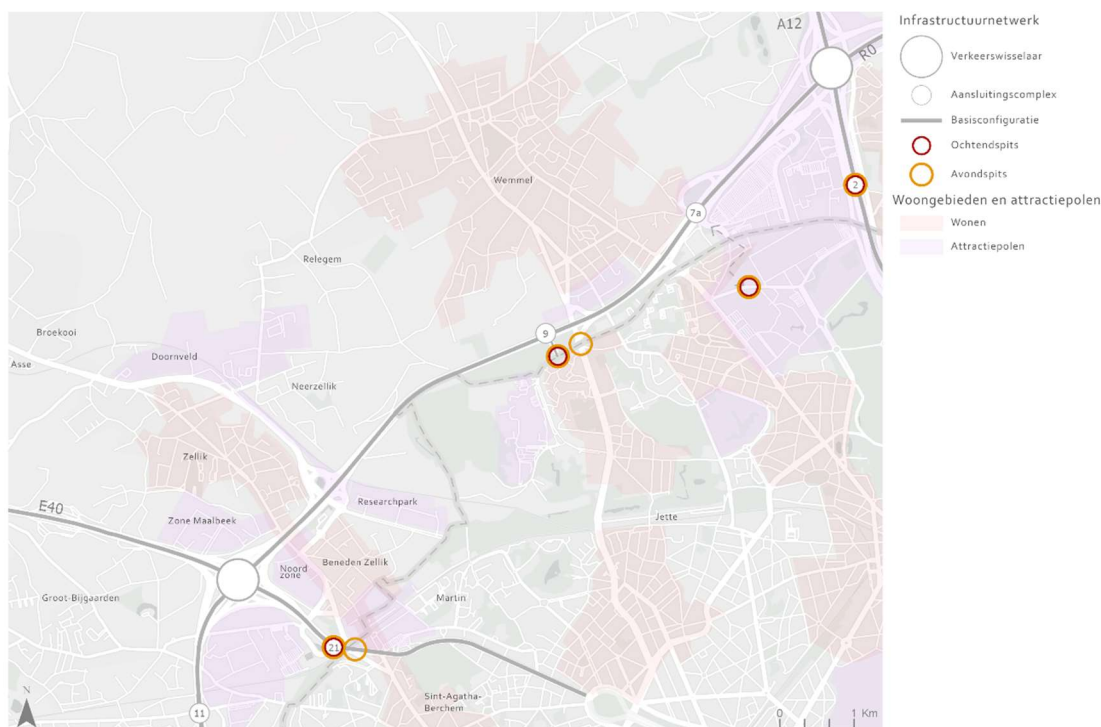 A12
R0
2
7a
9
Wemmel
Relegem
Broekooi
Asse
Doornveld
Neerzellik
Zellik
E40
Zone Maalbeek
Researchpark
Jette
Noord
zone
Beneden Zellik
Groot-Bijgaarden
Martin
21
Sint-Agatha-
Berchem
11
N
0 1 Km
Infrastructuurnetwerk
Verkeerswisselaar
Aansluitingscomplex
Basisconfiguratie
Ochtendspits
Avondspits
Woongebieden en attractiepolen
Wonen
Attractiepolen